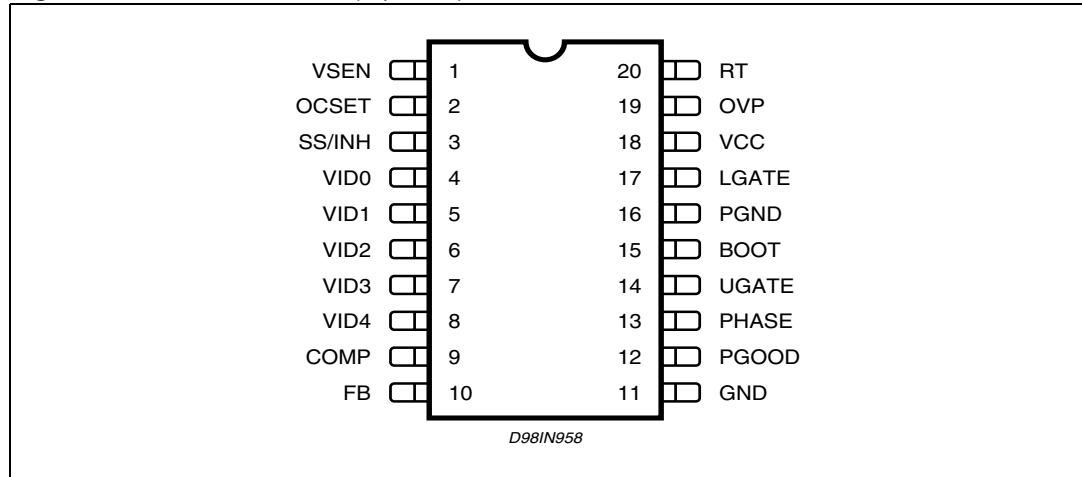 VSEN 1 20 RT
OCSET 2 19 OVP
SS/INH 3 18 VCC
VID0 4 17 LGATE
VID1 5 16 PGND
VID2 6 15 BOOT
VID3 7 14 UGATE
VID4 8 13 PHASE
COMP 9 12 PGOOD
FB 10 11 GND
D98IN958